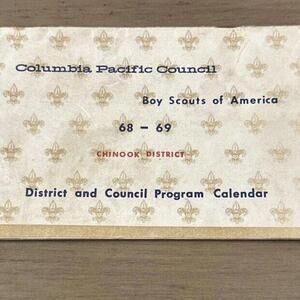 Columbia Pacific Council
Boy Scouts of America
68 - 69
CHINOOK DISTRICT
District and Council Program Calendar